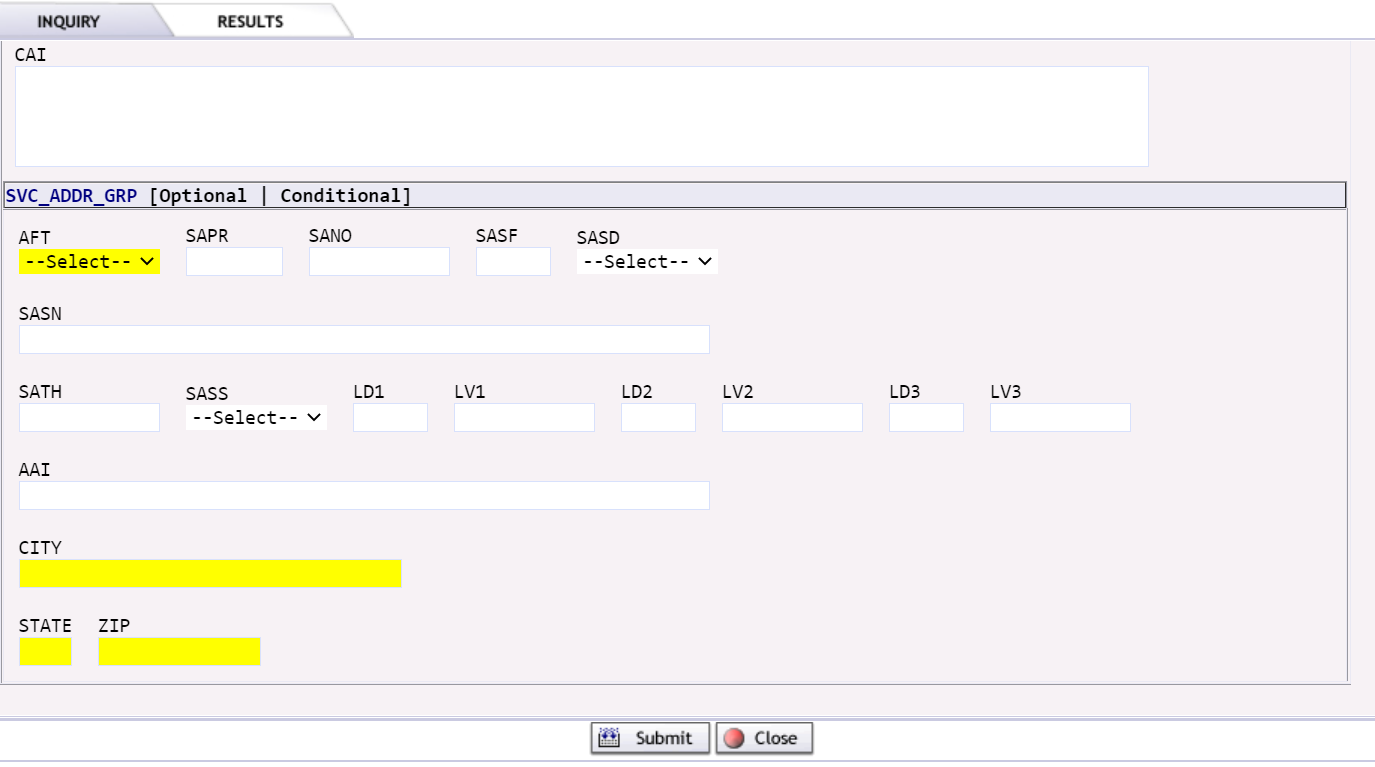 INQUIRY RESULTS
CAI
SVC_ADDR_GRP [Optional | Conditional]
AFT SAPR SANO SASF SASD
--Select-- --Select--
SASN
SATH SASS LD1 LV1 LD2 LV2 LD3 LV3
--Select--
AAI
CITY
STATE ZIP
Submit Close